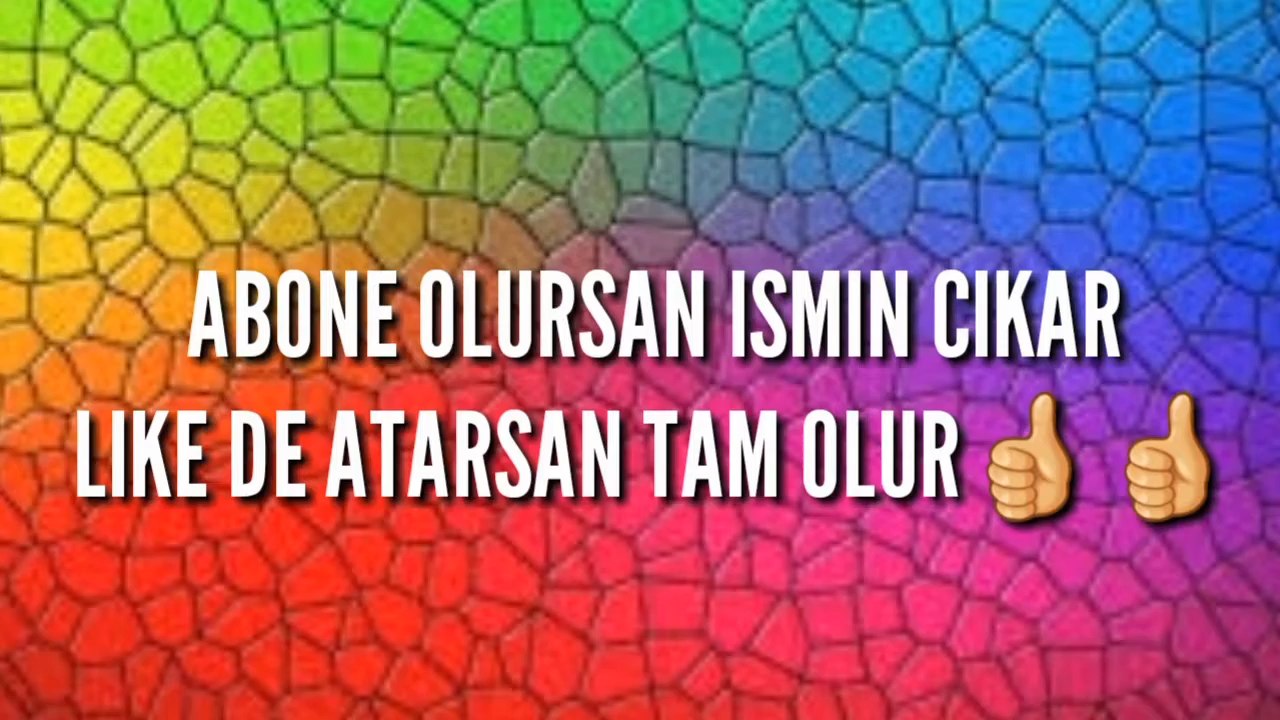 ABONE OLURSAN ISMIN CIKAR
LIKE DE ATARSAN TAM OLUR 👍 👍